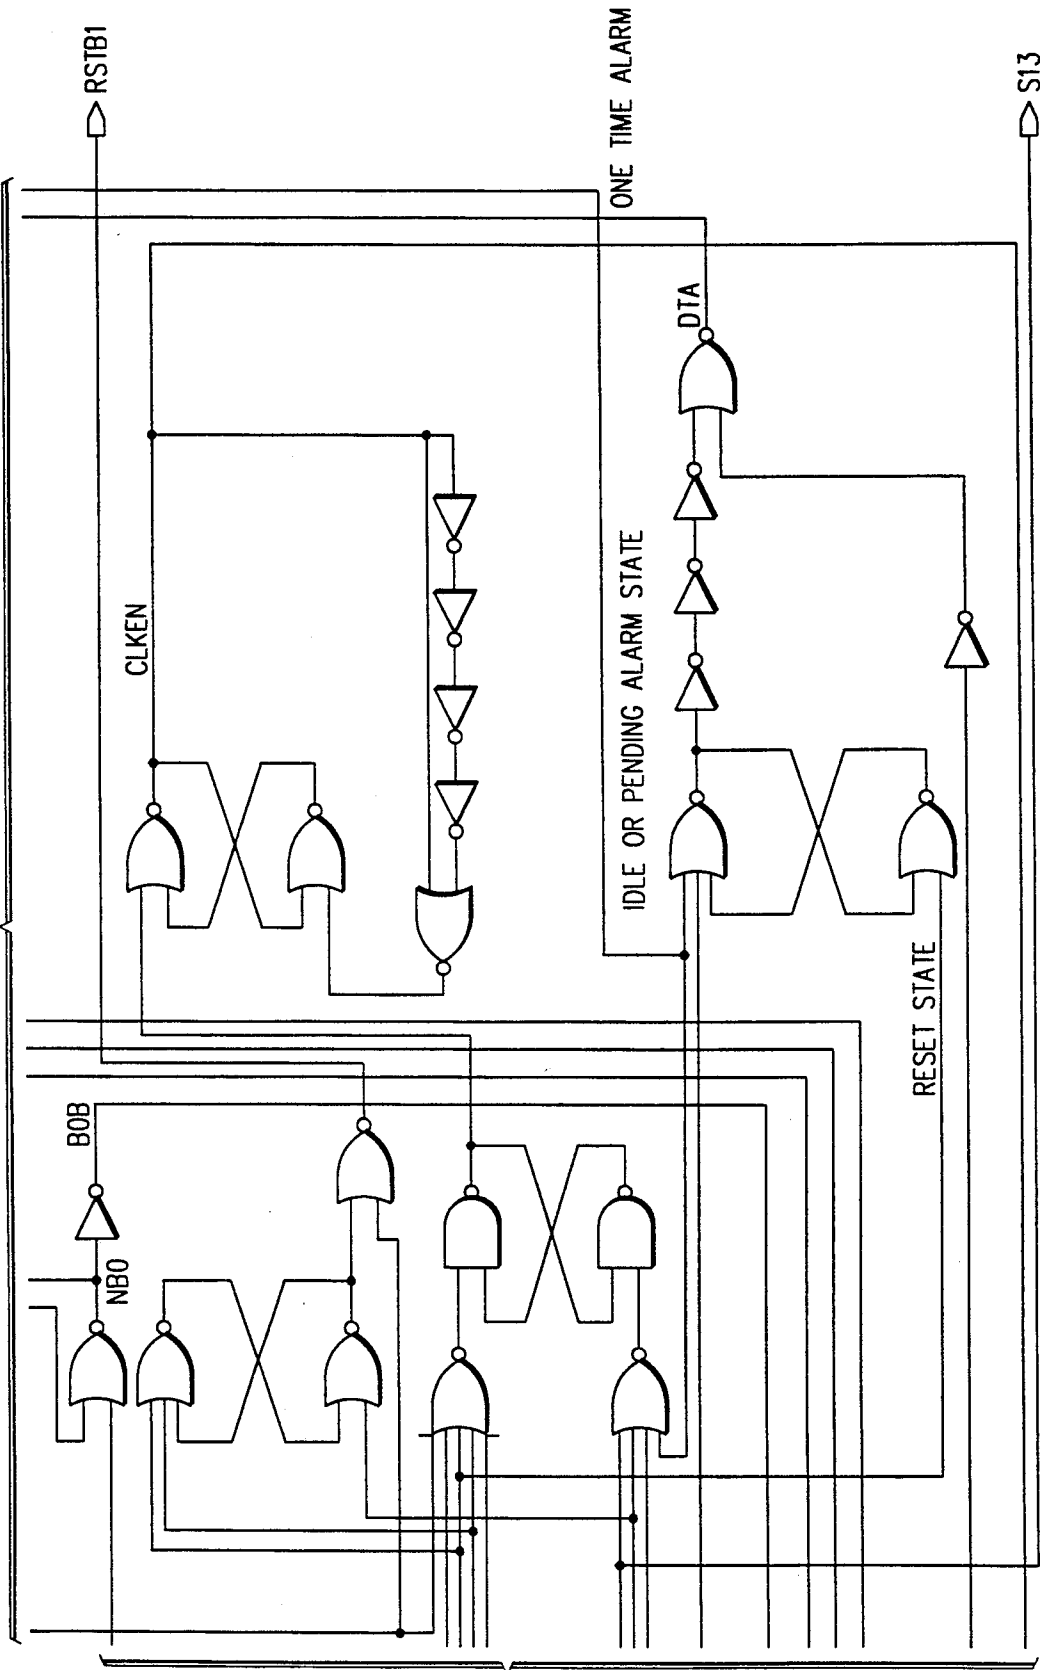 RSTB1
ONE TIME ALARM
S13
DTA
CLKEN
IDLE OR PENDING ALARM STATE
RESET STATE
BOB
NBO